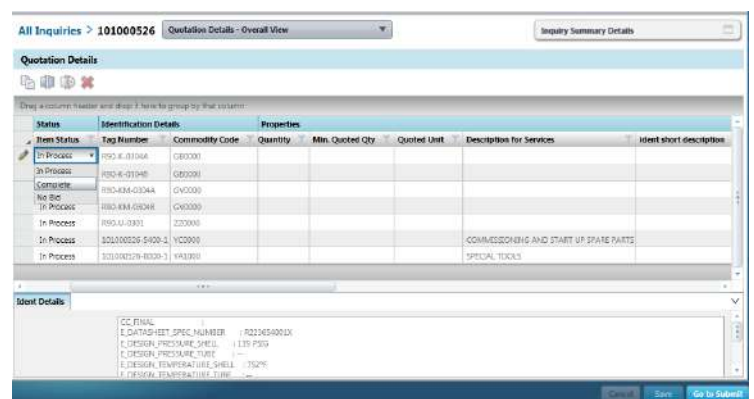 All Inquiries > 101000526 Quotation Details - Overall View Inquiry Summary Details
Quotation Details
Drag a column header and drop it here to group by that column
Status Identification Details Properties
Item Status Tag Number Commodity Code Quantity Min. Quoted Qty Quoted Unit Description for Services Ident short description
In Process R90-K-0104A GB0000
In Process R90-K-0104B GB0000
Complete R90-KM-0304A GV0000
No Bid
In Process GV0000
In Process R90-U-0301 ZZ0000
In Process 101000526-5400-1 YC0000 COMMISSIONING AND START UP SPARE PARTS
In Process 101000526-8000-1 YA1000 SPECIAL TOOLS
Ident Details
CC_FINAL :
E_DATASHEET_SPEC_NUMBER : R223654001X
E_DESIGN_PRESSURE_SHELL : 139 PSIG
E_DESIGN_PRESSURE_TUBE : --
E_DESIGN_TEMPERATURE_SHELL : 752°F
E_DESIGN_TEMPERATURE_TUBE : --
Cancel Save Go to Submit